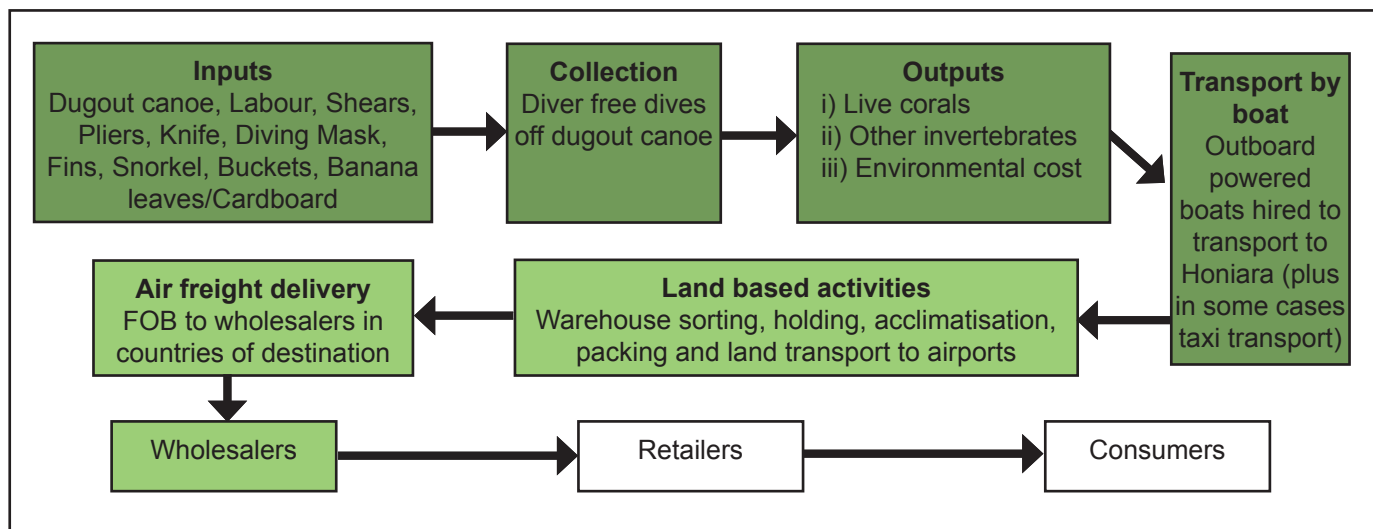 Inputs
Dugout canoe, Labour, Shears,
Pliers, Knife, Diving Mask,
Fins, Snorkel, Buckets, Banana
leaves/Cardboard
Collection
Diver free dives
off dugout canoe
Outputs
i) Live corals
ii) Other invertebrates
iii) Environmental cost
Transport by
boat
Outboard
powered
boats hired to
transport to
Honiara (plus
in some cases
taxi transport)
Land based activities
Warehouse sorting, holding, acclimatisation,
packing and land transport to airports
Air freight delivery
FOB to wholesalers in
countries of destination
Wholesalers
Retailers
Consumers